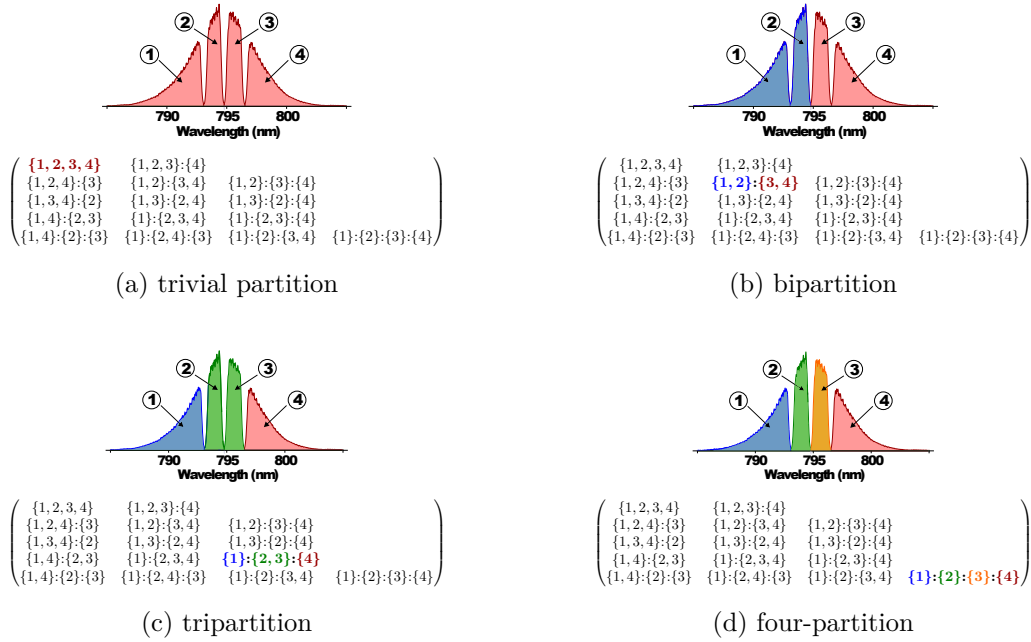 ② ③
① ④
790 795 800
Wavelength (nm)
{1, 2, 3, 4} {1, 2, 3}:{4}
{1, 2, 4}:{3} {1, 2}:{3, 4} {1, 2}:{3}:{4}
{1, 3, 4}:{2} {1, 3}:{2, 4} {1, 3}:{2}:{4}
{1, 4}:{2, 3} {1}:{2, 3, 4} {1}:{2, 3}:{4}
{1, 4}:{2}:{3} {1}:{2, 4}:{3} {1}:{2}:{3, 4} {1}:{2}:{3}:{4}
(a) trivial partition
② ③
① ④
790 795 800
Wavelength (nm)
{1, 2, 3, 4} {1, 2, 3}:{4}
{1, 2, 4}:{3} {1, 2}:{3, 4} {1, 2}:{3}:{4}
{1, 3, 4}:{2} {1, 3}:{2, 4} {1, 3}:{2}:{4}
{1, 4}:{2, 3} {1}:{2, 3, 4} {1}:{2, 3}:{4}
{1, 4}:{2}:{3} {1}:{2, 4}:{3} {1}:{2}:{3, 4} {1}:{2}:{3}:{4}
(b) bipartition
② ③
① ④
790 795 800
Wavelength (nm)
{1, 2, 3, 4} {1, 2, 3}:{4}
{1, 2, 4}:{3} {1, 2}:{3, 4} {1, 2}:{3}:{4}
{1, 3, 4}:{2} {1, 3}:{2, 4} {1, 3}:{2}:{4}
{1, 4}:{2, 3} {1}:{2, 3, 4} {1}:{2, 3}:{4}
{1, 4}:{2}:{3} {1}:{2, 4}:{3} {1}:{2}:{3, 4} {1}:{2}:{3}:{4}
(c) tripartition
② ③
① ④
790 795 800
Wavelength (nm)
{1, 2, 3, 4} {1, 2, 3}:{4}
{1, 2, 4}:{3} {1, 2}:{3, 4} {1, 2}:{3}:{4}
{1, 3, 4}:{2} {1, 3}:{2, 4} {1, 3}:{2}:{4}
{1, 4}:{2, 3} {1}:{2, 3, 4} {1}:{2, 3}:{4}
{1, 4}:{2}:{3} {1}:{2, 4}:{3} {1}:{2}:{3, 4} {1}:{2}:{3}:{4}
(d) four-partition